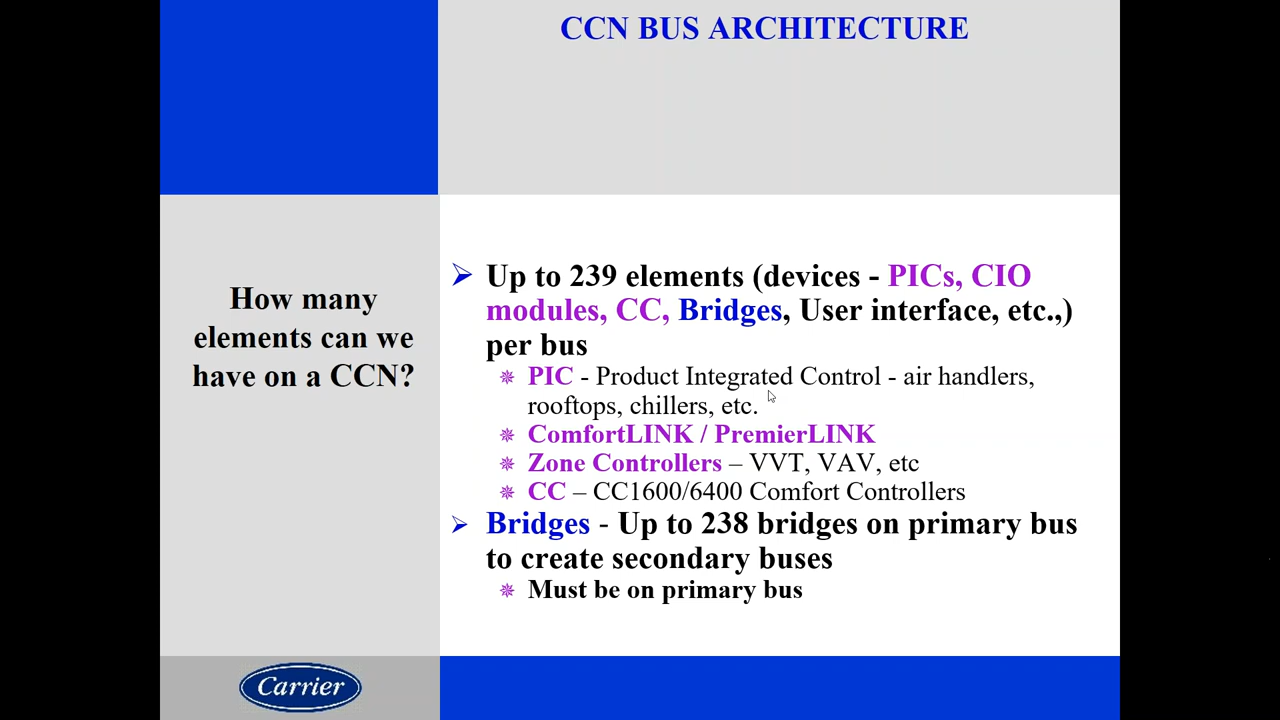 CCN BUS ARCHITECTURE
How many
elements can we
have on a CCN?
➢ Up to 239 elements (devices - PICs, CIO
modules, CC, Bridges, User interface, etc.,)
per bus
✵ PIC - Product Integrated Control - air handlers,
rooftops, chillers, etc.
✵ ComfortLINK / PremierLINK
✵ Zone Controllers – VVT, VAV, etc
✵ CC – CC1600/6400 Comfort Controllers
➢ Bridges - Up to 238 bridges on primary bus
to create secondary buses
✵ Must be on primary bus
Carrier